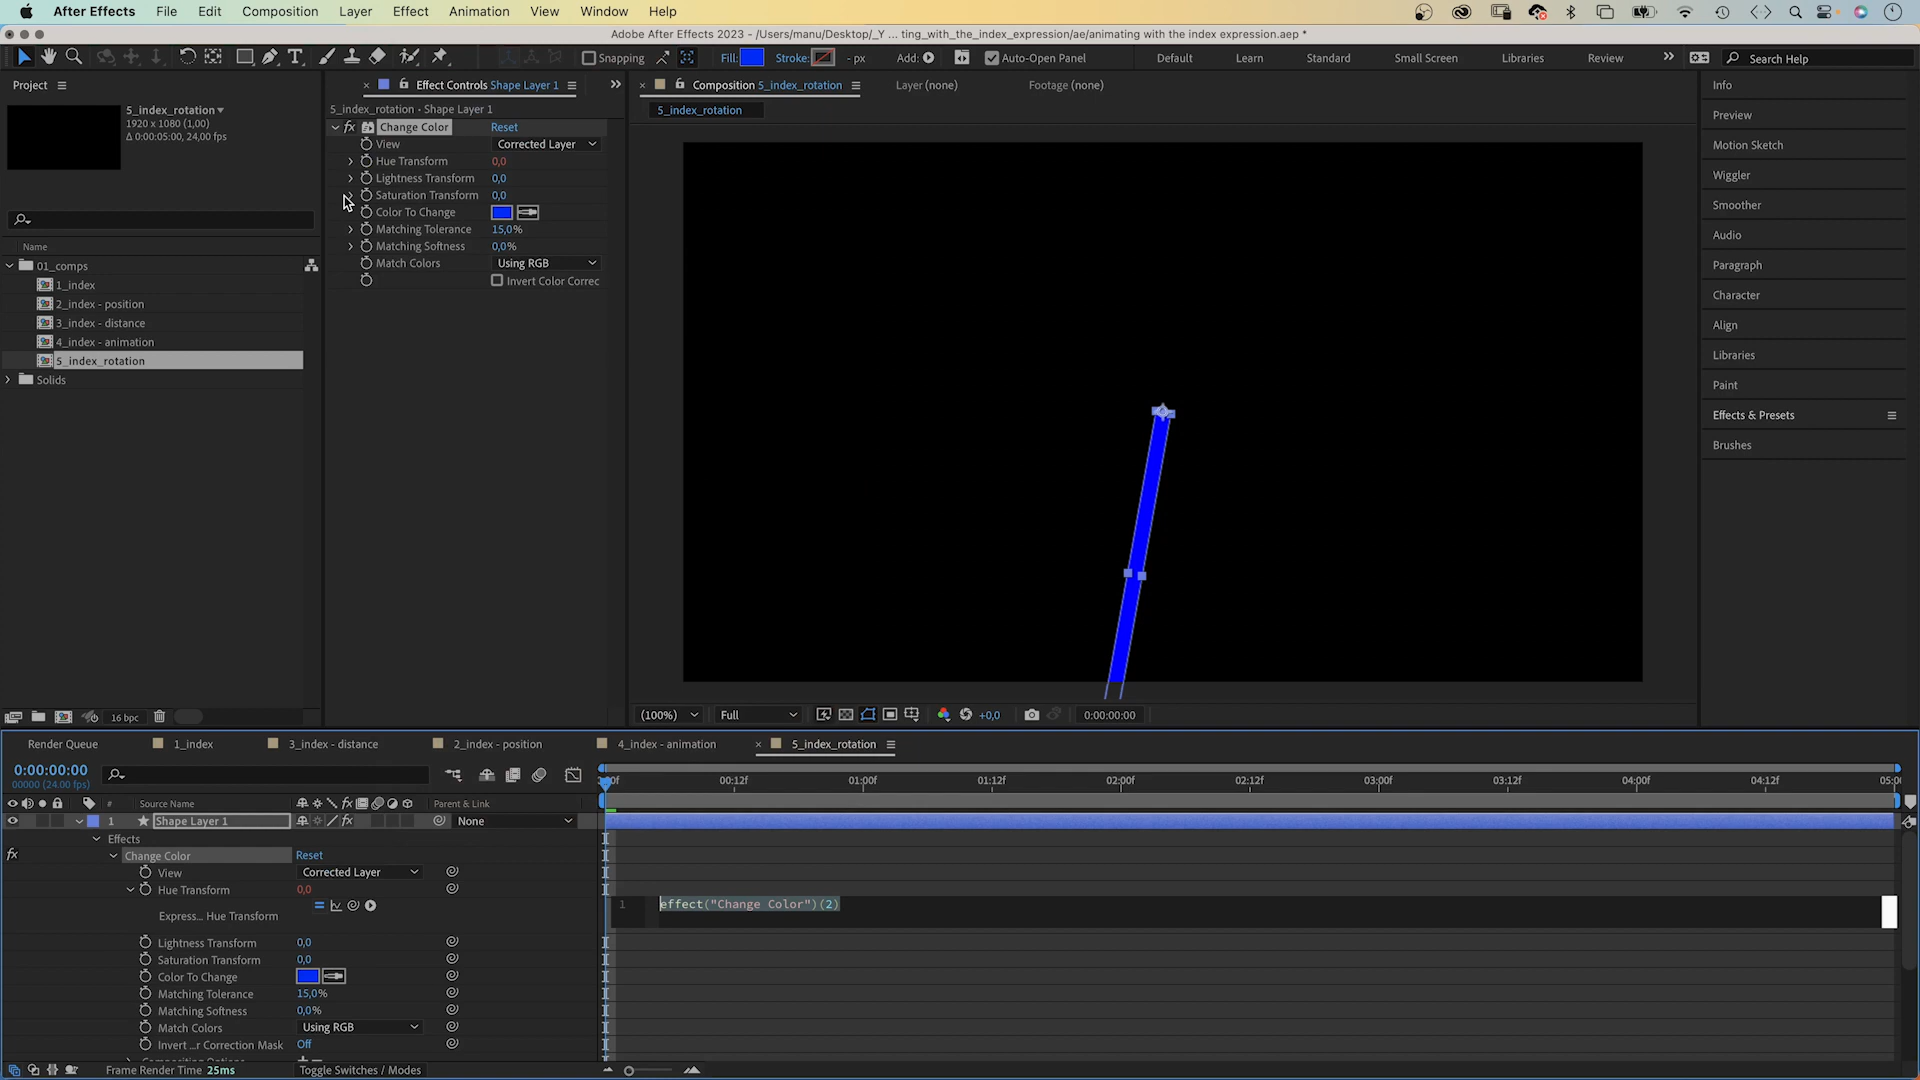 After Effects File Edit Composition Layer Effect Animation View Window Help
Adobe After Effects 2023 - /Users/manu/Desktop/_Y ... ting_with_the_index_expression/ae/animating with the index expression.aep *
Snapping Fill: Stroke: - px Add: Auto-Open Panel Default Learn Standard Small Screen Libraries Review Search Help
Project
5_index_rotation
1920 x 1080 (1,00)
Δ 0:00:05:00, 24,00 fps
Name
01_comps
1_index
2_index - position
3_index - distance
4_index - animation
5_index_rotation
Solids
16 bpc
Effect Controls Shape Layer 1
5_index_rotation - Shape Layer 1
fx Change Color Reset
View Corrected Layer
Hue Transform 0,0
Lightness Transform 0,0
Saturation Transform 0,0
Color To Change
Matching Tolerance 15,0%
Matching Softness 0,0%
Match Colors Using RGB
Invert Color Correc
Composition 5_index_rotation Layer (none) Footage (none)
5_index_rotation
(100%) Full +0,0 0:00:00:00
Info
Preview
Motion Sketch
Wiggler
Smoother
Audio
Paragraph
Character
Align
Libraries
Paint
Effects & Presets
Brushes
Render Queue 1_index 3_index - distance 2_index - position 4_index - animation 5_index_rotation
0:00:00:00
00000 (24.00 fps)
00:12f 01:00f 01:12f 02:00f 02:12f 03:00f 03:12f 04:00f 04:12f
# Source Name Parent & Link
1 Shape Layer 1 None
Effects
fx Change Color Reset
View Corrected Layer
Hue Transform 0,0
Express... Hue Transform
1 effect("Change Color")(2)
Lightness Transform 0,0
Saturation Transform 0,0
Color To Change
Matching Tolerance 15,0%
Matching Softness 0,0%
Match Colors Using RGB
Invert ...r Correction Mask Off
Frame Render Time 25ms Toggle Switches / Modes